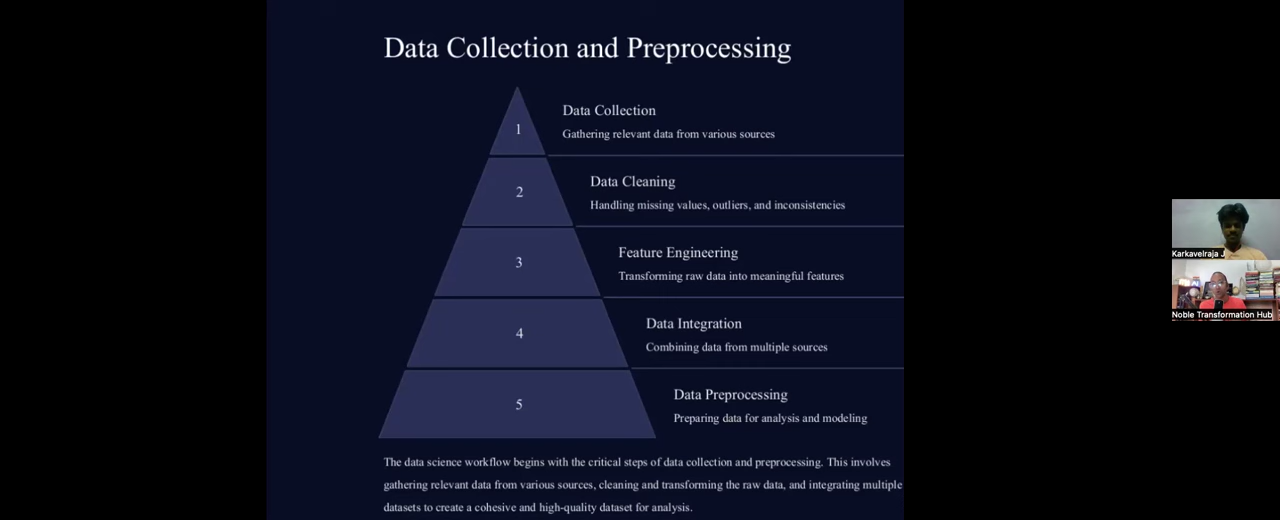 Data Collection and Preprocessing
1
Data Collection
Gathering relevant data from various sources
2
Data Cleaning
Handling missing values, outliers, and inconsistencies
3
Feature Engineering
Transforming raw data into meaningful features
4
Data Integration
Combining data from multiple sources
5
Data Preprocessing
Preparing data for analysis and modeling
The data science workflow begins with the critical steps of data collection and preprocessing. This involves
gathering relevant data from various sources, cleaning and transforming the raw data, and integrating multiple
datasets to create a cohesive and high-quality dataset for analysis.
Karkavelraja J
Noble Transformation Hub